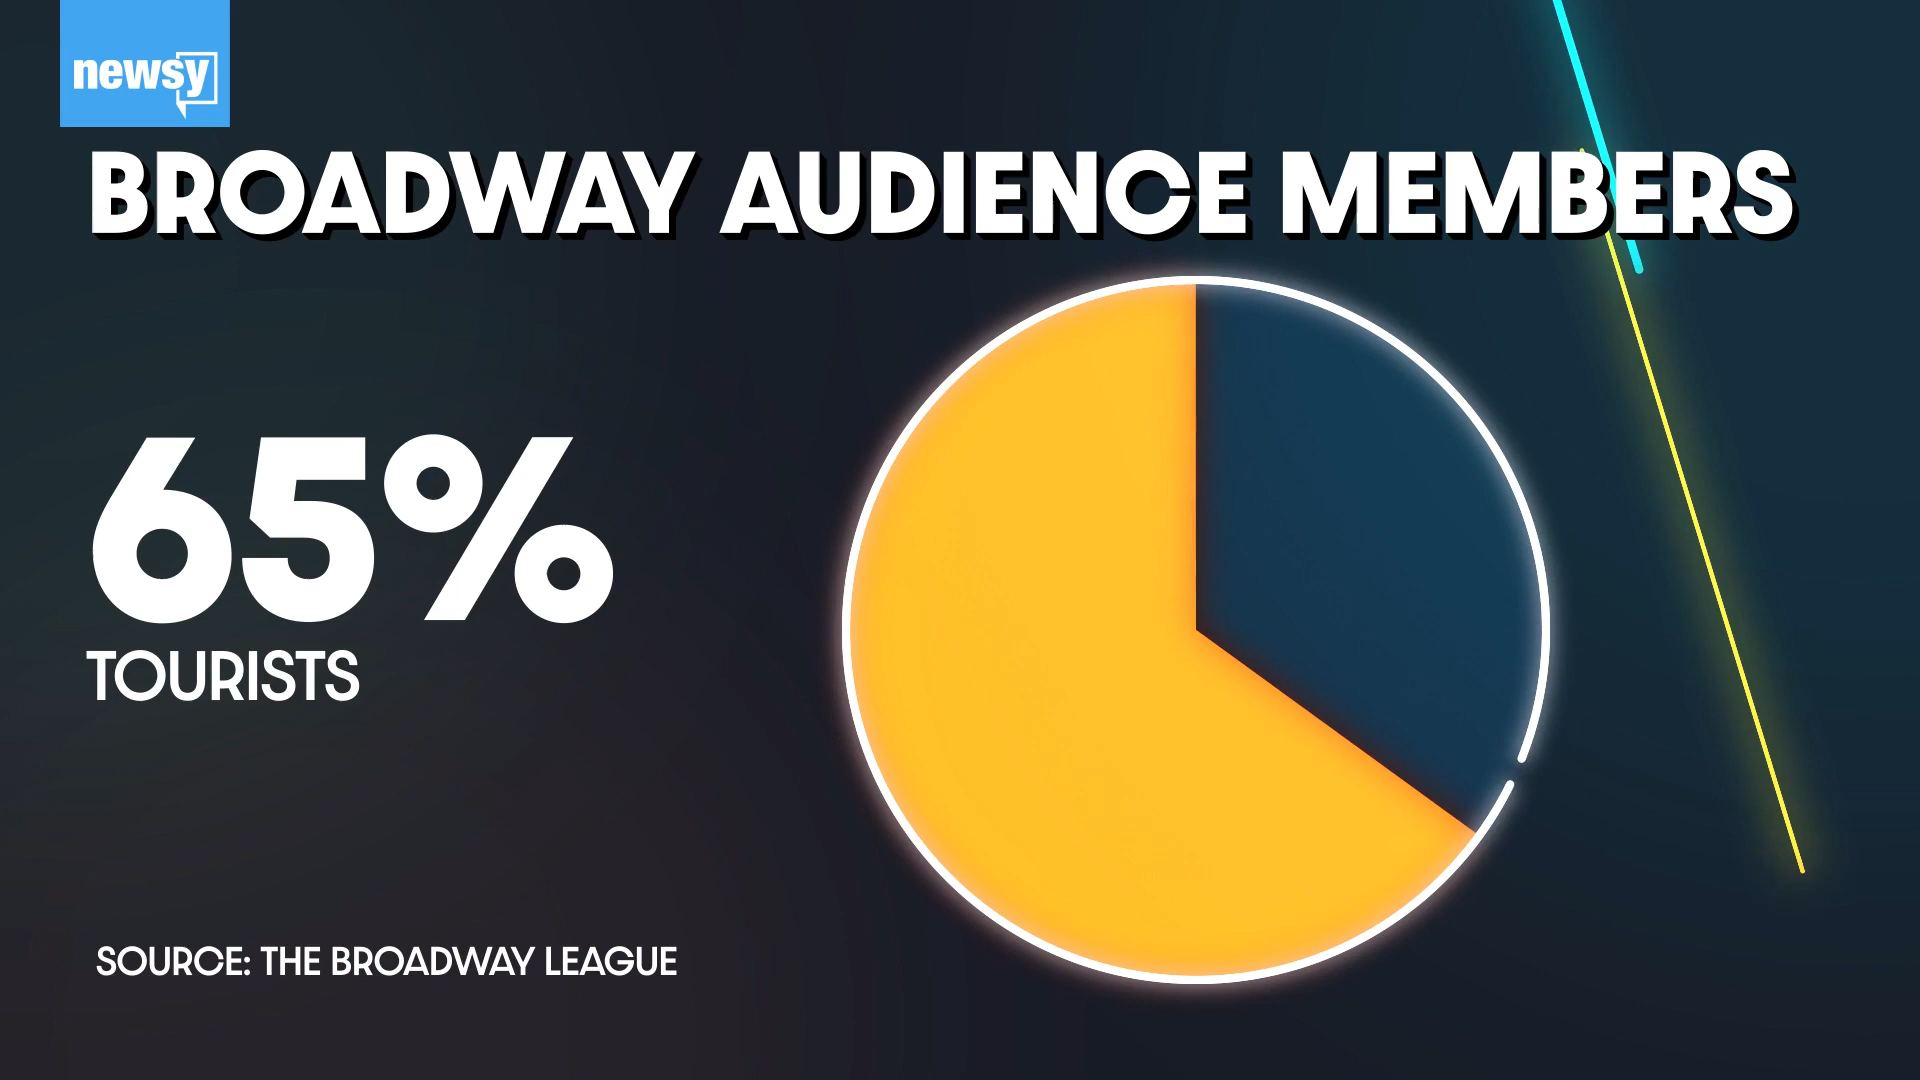 newsy
BROADWAY AUDIENCE MEMBERS
65%
TOURISTS
SOURCE: THE BROADWAY LEAGUE